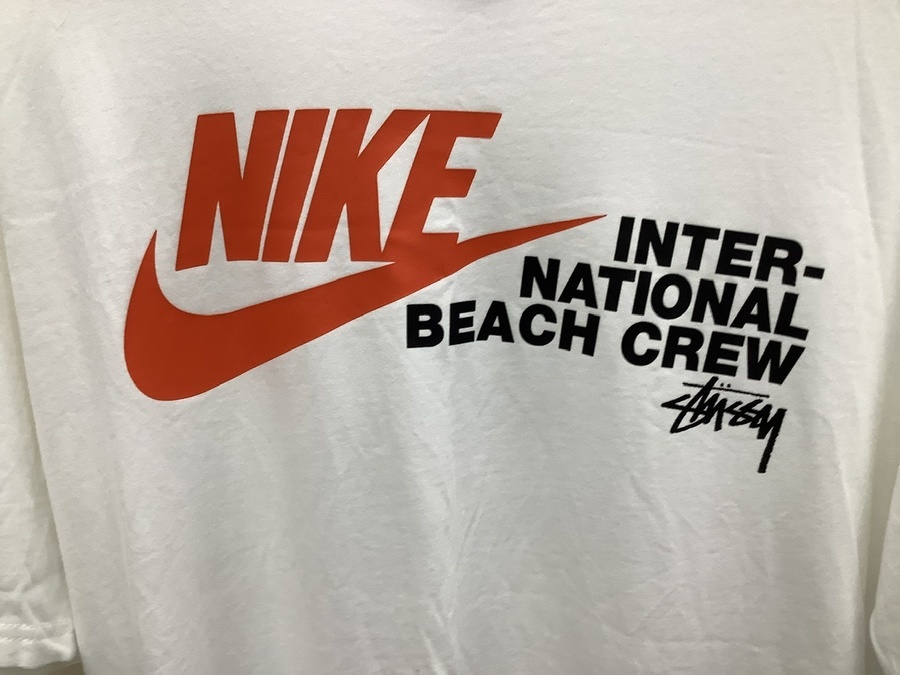 NIKE
INTER-
NATIONAL
BEACH CREW
Stüssy